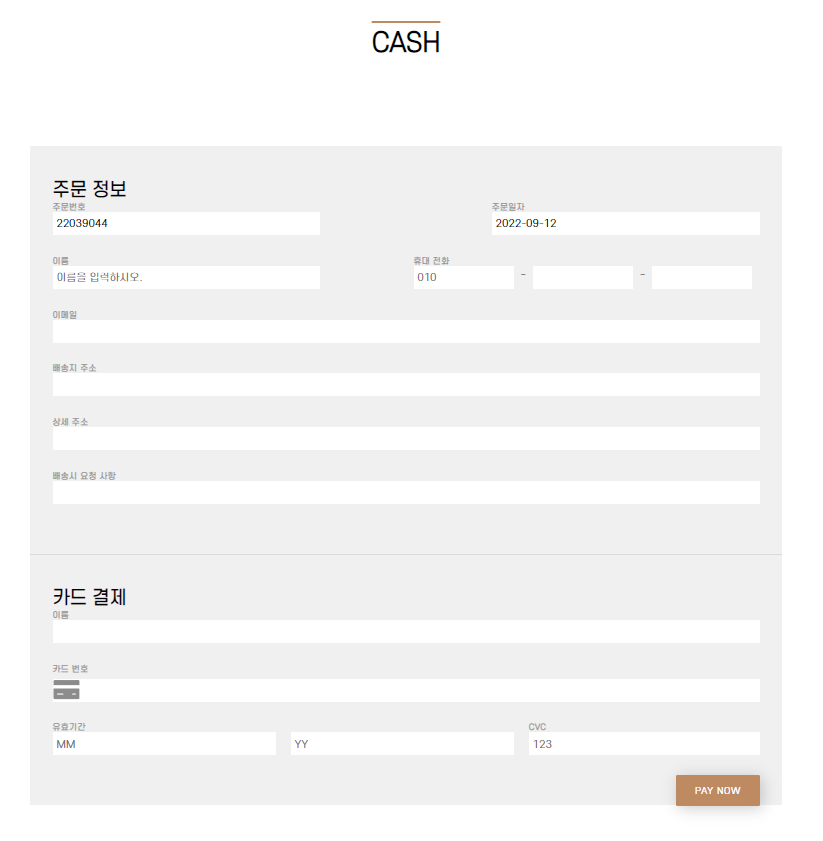 CASH
주문 정보
주문번호 주문일자
22039044 2022-09-12
이름 휴대 전화
이름을 입력하시오. 010 - -
이메일
배송지 주소
상세 주소
배송시 요청 사항
카드 결제
이름
카드 번호
유효기간 CVC
MM YY 123
PAY NOW